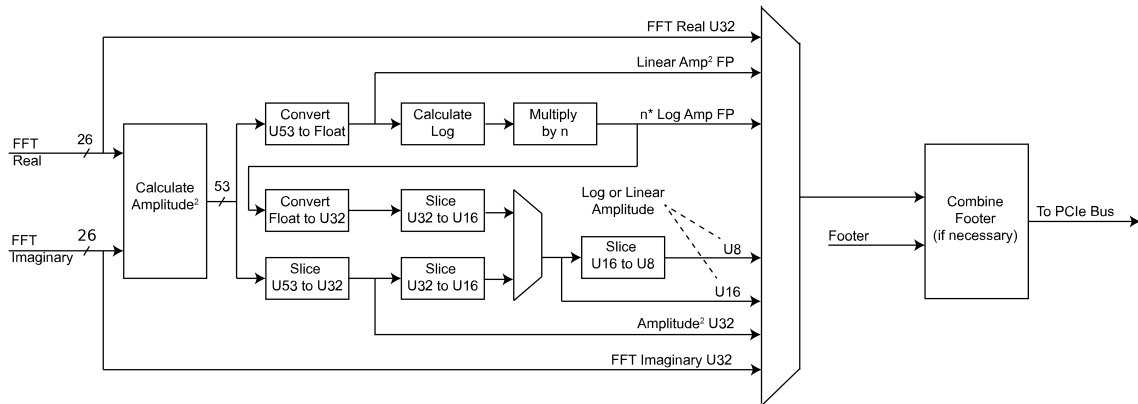 FFT Real U32
Linear Amp² FP
n* Log Amp FP
Convert
U53 to Float
Calculate
Log
Multiply
by n
FFT
Real
26
Calculate
Amplitude²
53
Convert
Float to U32
Slice
U32 to U16
Log or Linear
Amplitude
FFT
Imaginary
26
Slice
U53 to U32
Slice
U32 to U16
Slice
U16 to U8
U8
U16
Amplitude² U32
FFT Imaginary U32
Footer
Combine
Footer
(if necessary)
To PCIe Bus